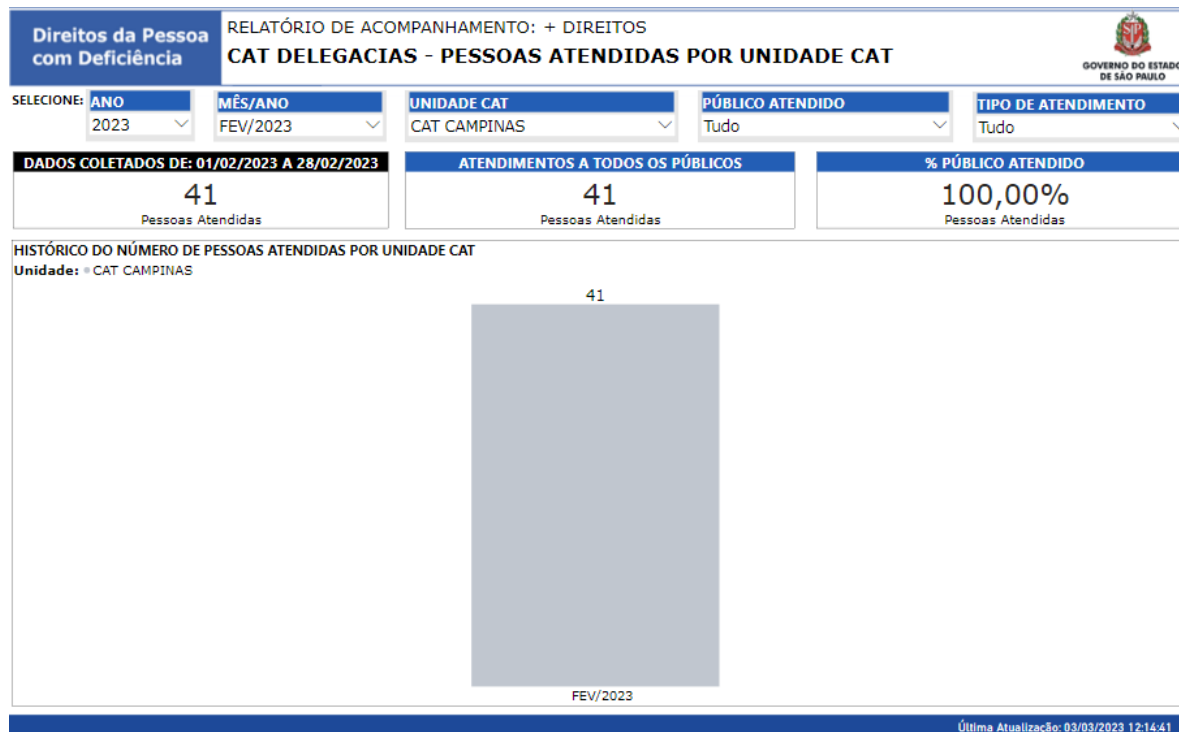 Direitos da Pessoa
com Deficiência
RELATÓRIO DE ACOMPANHAMENTO: + DIREITOS
CAT DELEGACIAS - PESSOAS ATENDIDAS POR UNIDADE CAT
GOVERNO DO ESTADO
DE SÃO PAULO
SELECIONE:
ANO
2023
MÊS/ANO
FEV/2023
UNIDADE CAT
CAT CAMPINAS
PÚBLICO ATENDIDO
Tudo
TIPO DE ATENDIMENTO
Tudo
DADOS COLETADOS DE: 01/02/2023 A 28/02/2023
41
Pessoas Atendidas
ATENDIMENTOS A TODOS OS PÚBLICOS
41
Pessoas Atendidas
% PÚBLICO ATENDIDO
100,00%
Pessoas Atendidas
HISTÓRICO DO NÚMERO DE PESSOAS ATENDIDAS POR UNIDADE CAT
Unidade: CAT CAMPINAS
41
FEV/2023
Última Atualização: 03/03/2023 12:14:41